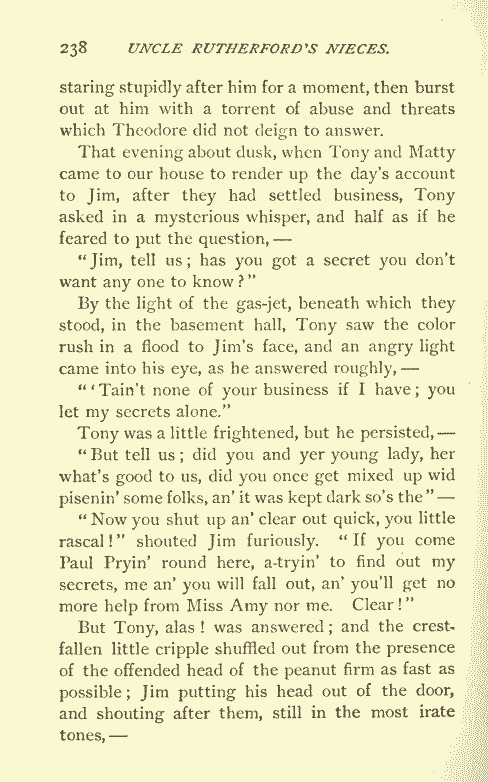 238 UNCLE RUTHERFORD'S NIECES.
staring stupidly after him for a moment, then burst
out at him with a torrent of abuse and threats
which Theodore did not deign to answer.
That evening about dusk, when Tony and Matty
came to our house to render up the day's account
to Jim, after they had settled business, Tony
asked in a mysterious whisper, and half as if he
feared to put the question, —
"Jim, tell us; has you got a secret you don't
want any one to know?"
By the light of the gas-jet, beneath which they
stood, in the basement hall, Tony saw the color
rush in a flood to Jim's face, and an angry light
came into his eye, as he answered roughly, —
"'Tain't none of your business if I have; you
let my secrets alone."
Tony was a little frightened, but he persisted, —
"But tell us; did you and yer young lady, her
what's good to us, did you once get mixed up wid
pisenin' some folks, an' it was kept dark so's the" —
"Now you shut up an' clear out quick, you little
rascal!" shouted Jim furiously. "If you come
Paul Pryin' round here, a-tryin' to find out my
secrets, me an' you will fall out, an' you'll get no
more help from Miss Amy nor me. Clear!"
But Tony, alas! was answered; and the crest-
fallen little cripple shuffled out from the presence
of the offended head of the peanut firm as fast as
possible; Jim putting his head out of the door,
and shouting after them, still in the most irate
tones, —